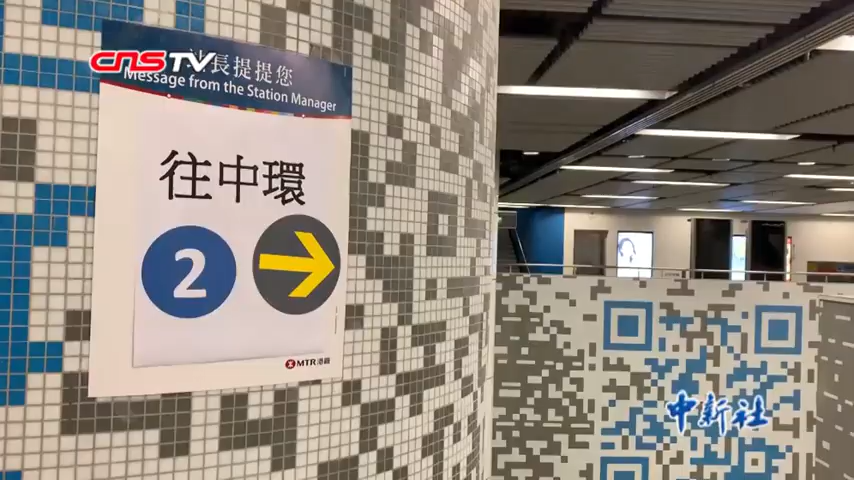 CNSTV
站長提提您
Message from the Station Manager
往中環
2
MTR港鐵
中新社